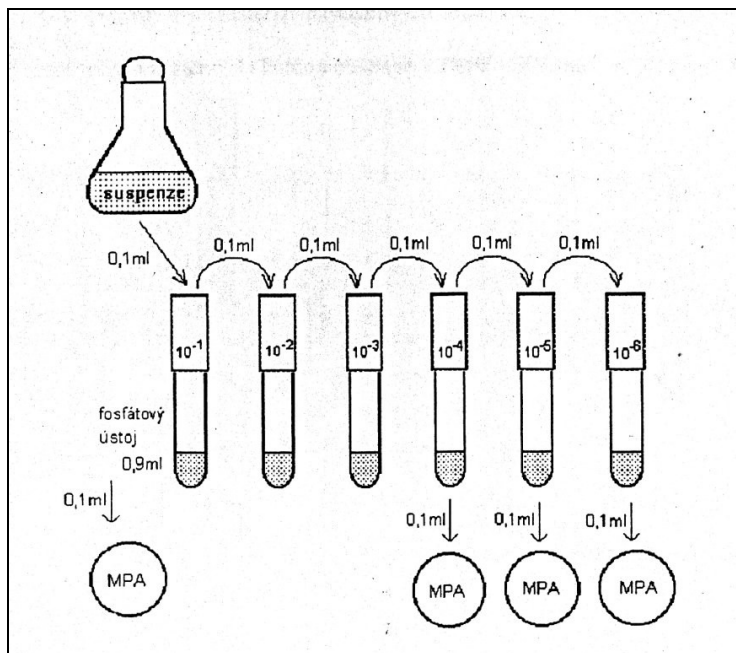 suspenze
0,1ml
0,1ml
0,1ml
0,1ml
0,1ml
0,1ml
10-1
10-2
10-3
10-4
10-5
10-6
fosfátový
ústoj
0,9ml
0,1ml
0,1ml
0,1ml
0,1ml
MPA
MPA
MPA
MPA